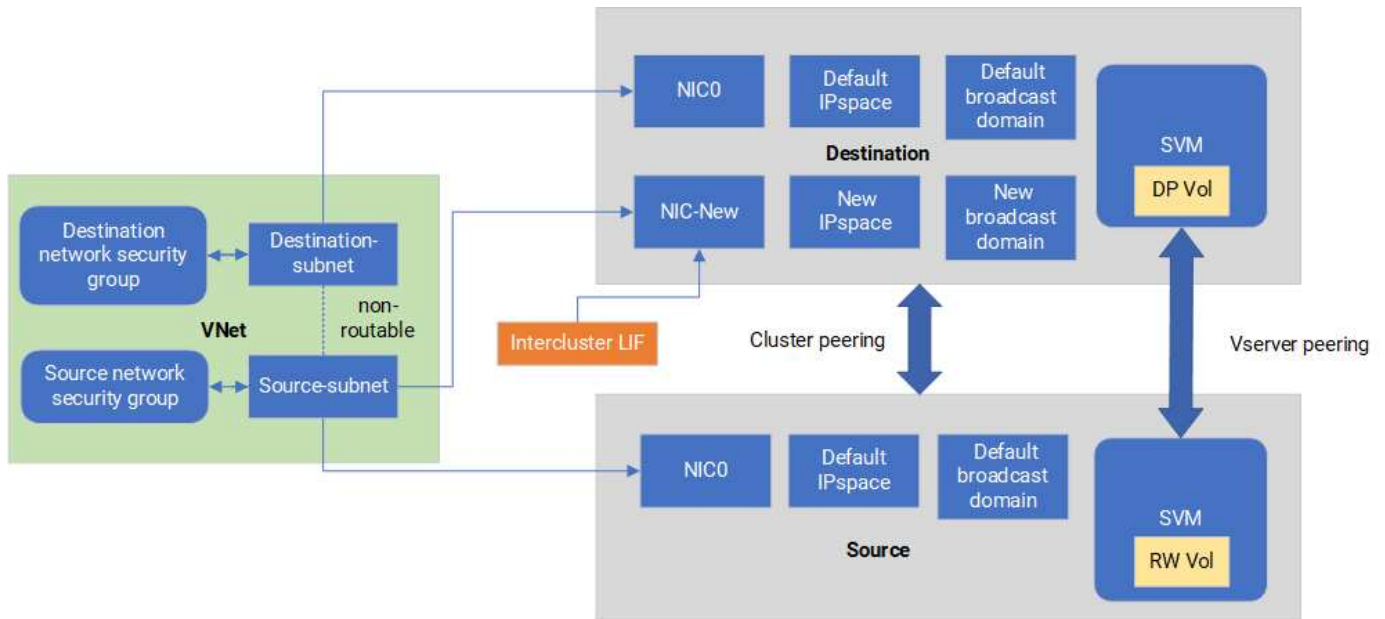 NIC0
Default
IPspace
Default
broadcast
domain
SVM
DP Vol
Destination
NIC-New
New
IPspace
New
broadcast
domain
Destination
network security
group
Destination-
subnet
VNet
non-
routable
Source network
security group
Source-subnet
Intercluster LIF
Cluster peering
Vserver peering
NIC0
Default
IPspace
Default
broadcast
domain
SVM
RW Vol
Source